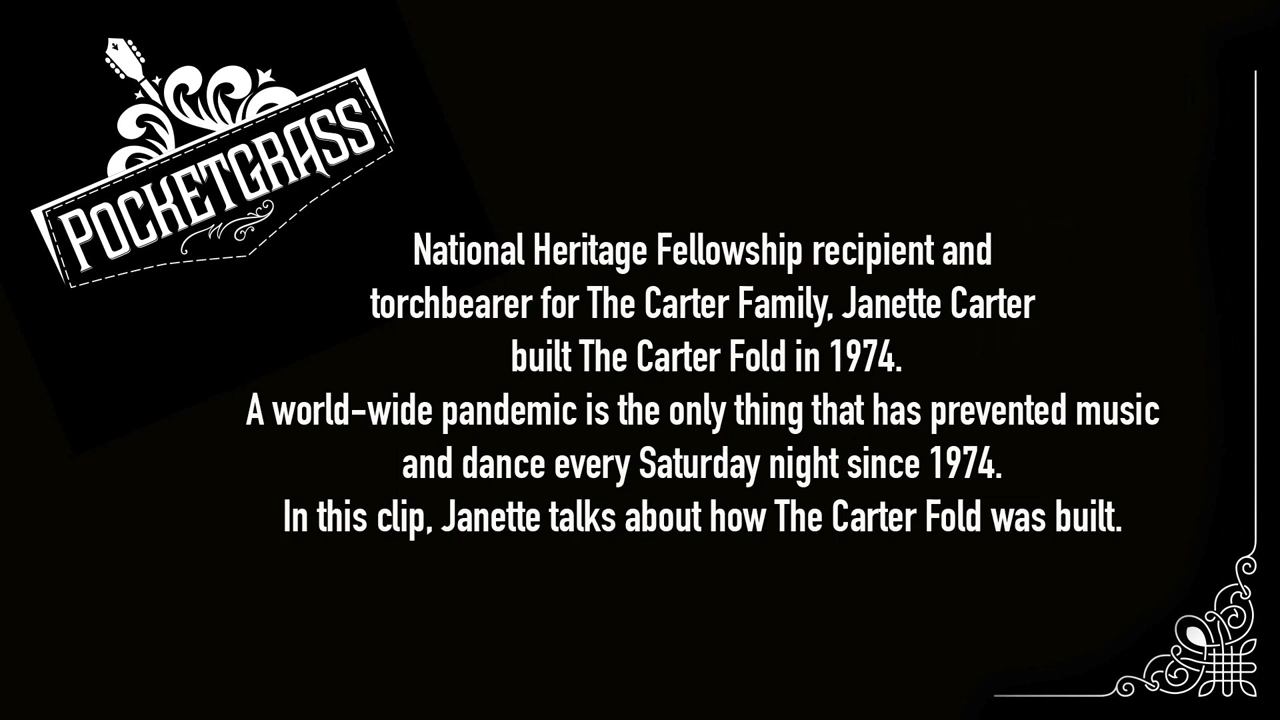 POCKETGRASS
National Heritage Fellowship recipient and
torchbearer for The Carter Family, Janette Carter
built The Carter Fold in 1974.
A world-wide pandemic is the only thing that has prevented music
and dance every Saturday night since 1974.
In this clip, Janette talks about how The Carter Fold was built.